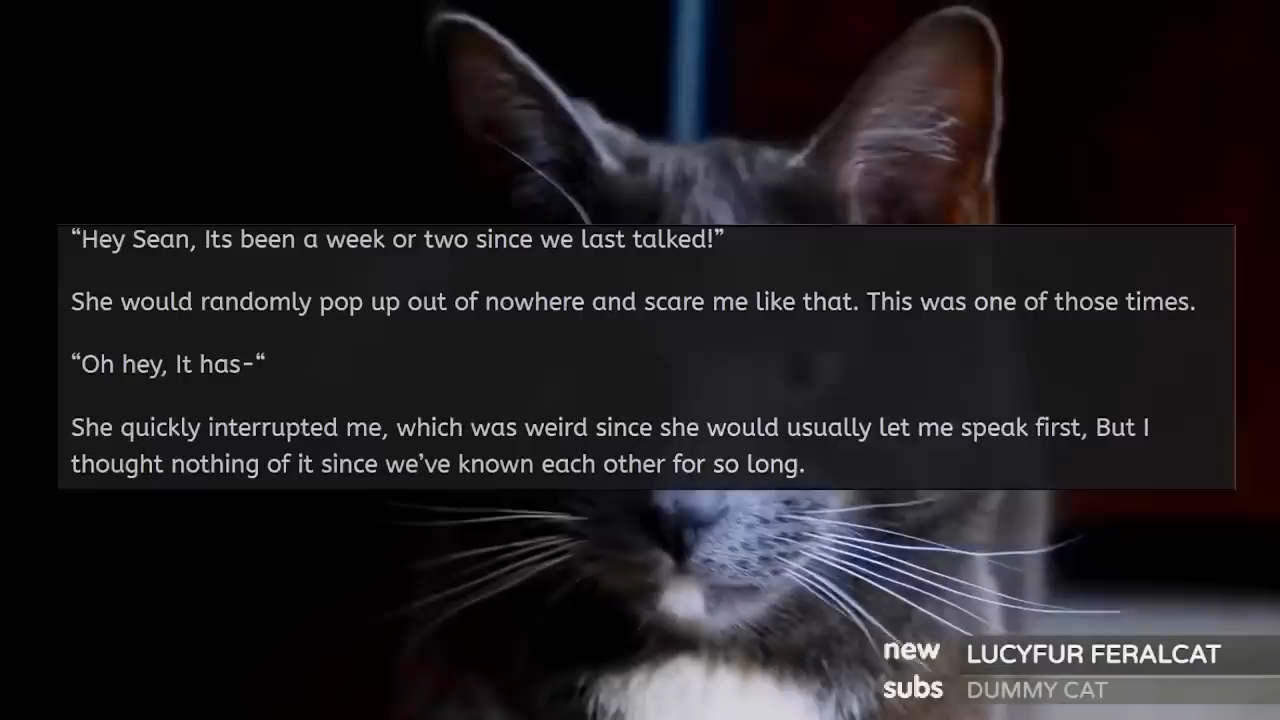 “Hey Sean, Its been a week or two since we last talked!”
She would randomly pop up out of nowhere and scare me like that. This was one of those times.
“Oh hey, It has-“
She quickly interrupted me, which was weird since she would usually let me speak first, But I
thought nothing of it since we’ve known each other for so long.
new LUCYFUR FERALCAT
subs DUMMY CAT